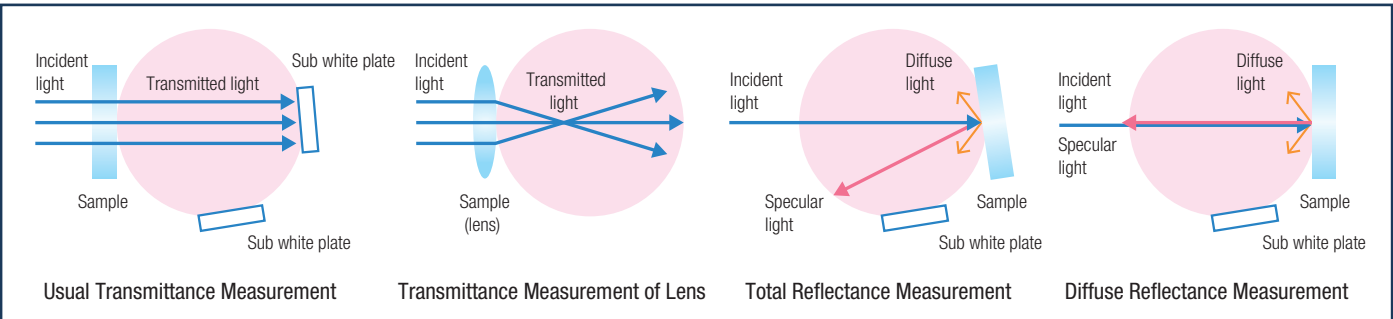 Incident
light
Transmitted light
Sub white plate
Sample
Sub white plate
Usual Transmittance Measurement
Incident
light
Transmitted
light
Sample
(lens)
Transmittance Measurement of Lens
Incident
light
Diffuse
light
Specular
light
Sample
Sub white plate
Total Reflectance Measurement
Incident
light
Specular
light
Diffuse
light
Sample
Sub white plate
Diffuse Reflectance Measurement